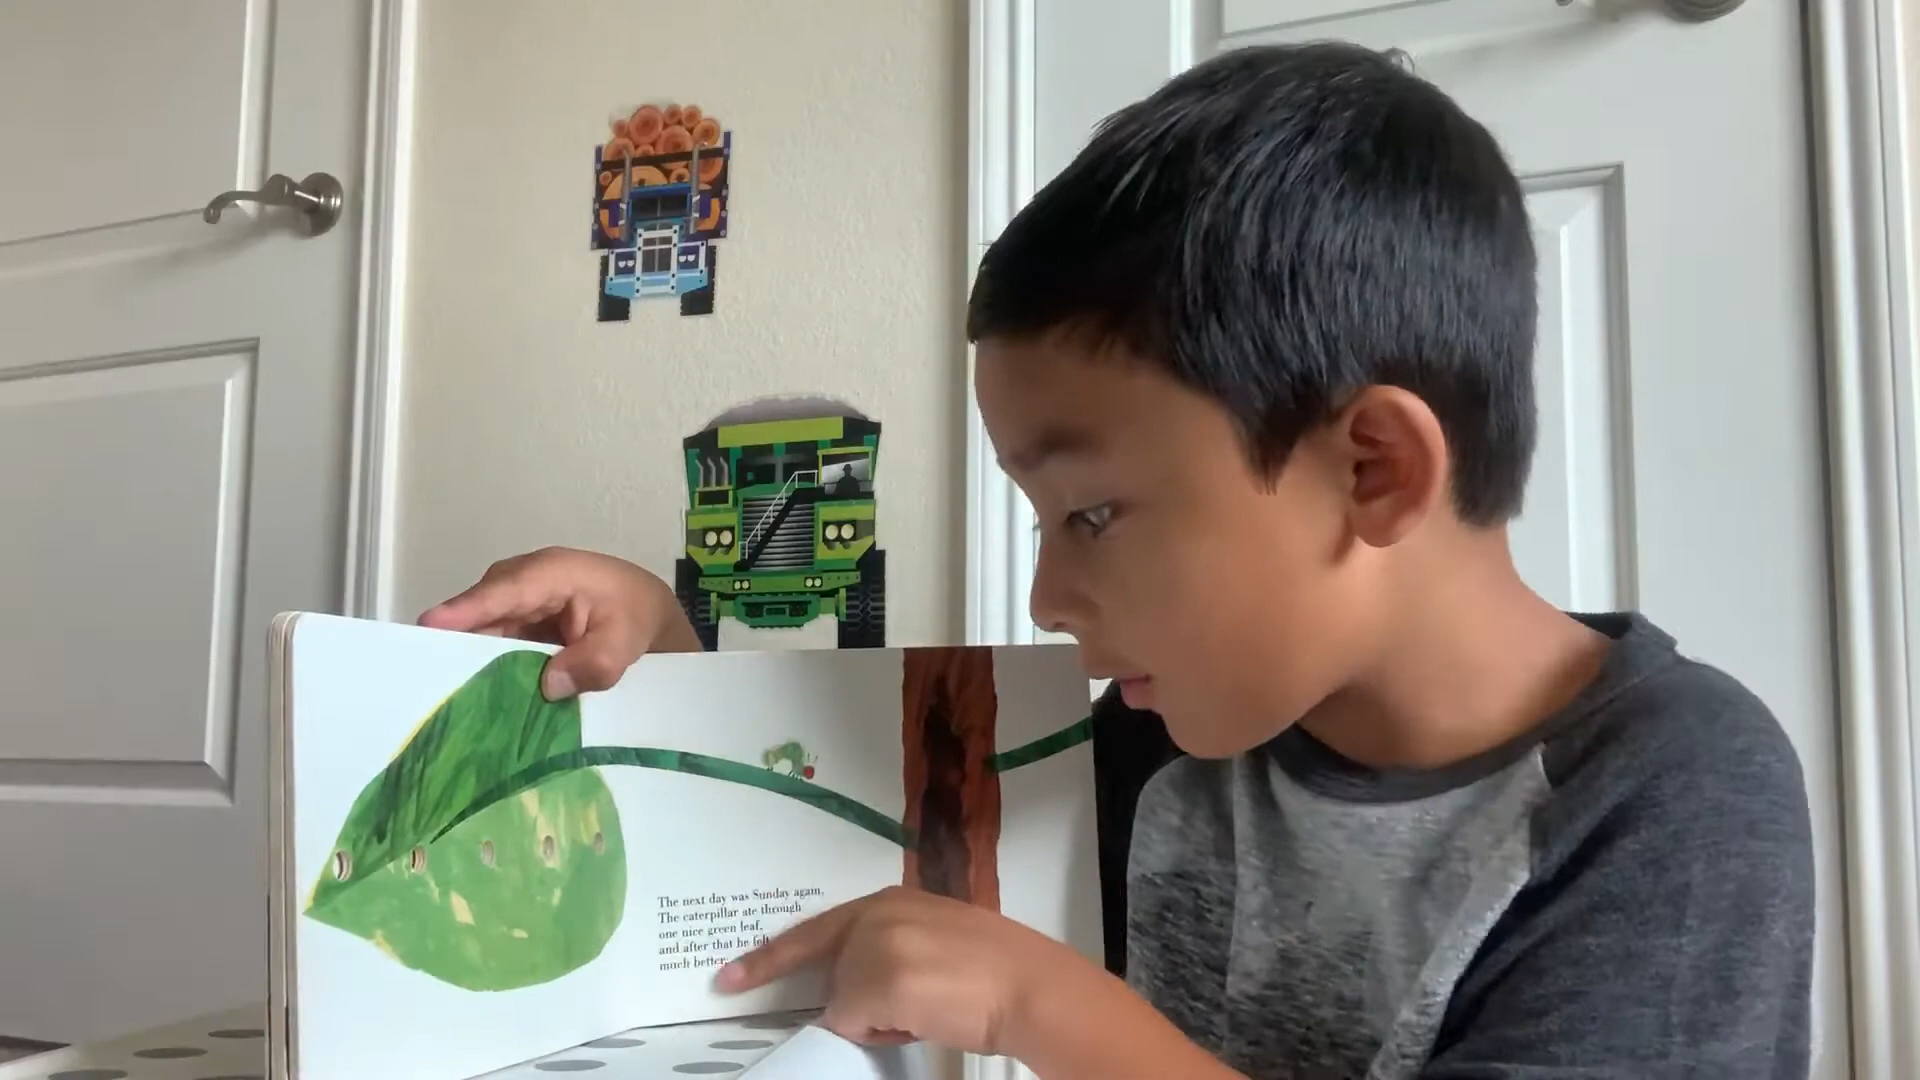 The next day was Sunday again.
The caterpillar ate through
one nice green leaf,
and after that he felt
much better.